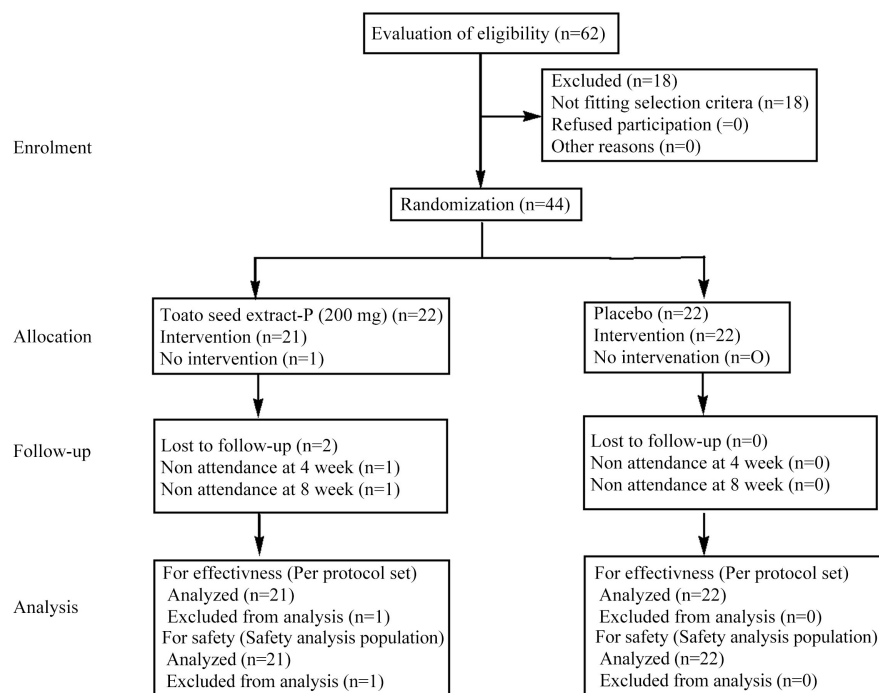 Evaluation of eligibility (n=62)
Excluded (n=18)
Not fitting selection critera (n=18)
Refused participation (=0)
Other reasons (n=0)
Enrolment
Randomization (n=44)
Allocation
Toato seed extract-P (200 mg) (n=22)
Intervention (n=21)
No intervention (n=1)
Placebo (n=22)
Intervention (n=22)
No intervenation (n=O)
Follow-up
Lost to follow-up (n=2)
Non attendance at 4 week (n=1)
Non attendance at 8 week (n=1)
Lost to follow-up (n=0)
Non attendance at 4 week (n=0)
Non attendance at 8 week (n=0)
Analysis
For effectivness (Per protocol set)
Analyzed (n=21)
Excluded from analysis (n=1)
For safety (Safety analysis population)
Analyzed (n=21)
Excluded from analysis (n=1)
For effectivness (Per protocol set)
Analyzed (n=22)
Excluded from analysis (n=0)
For safety (Safety analysis population)
Analyzed (n=22)
Excluded from analysis (n=0)